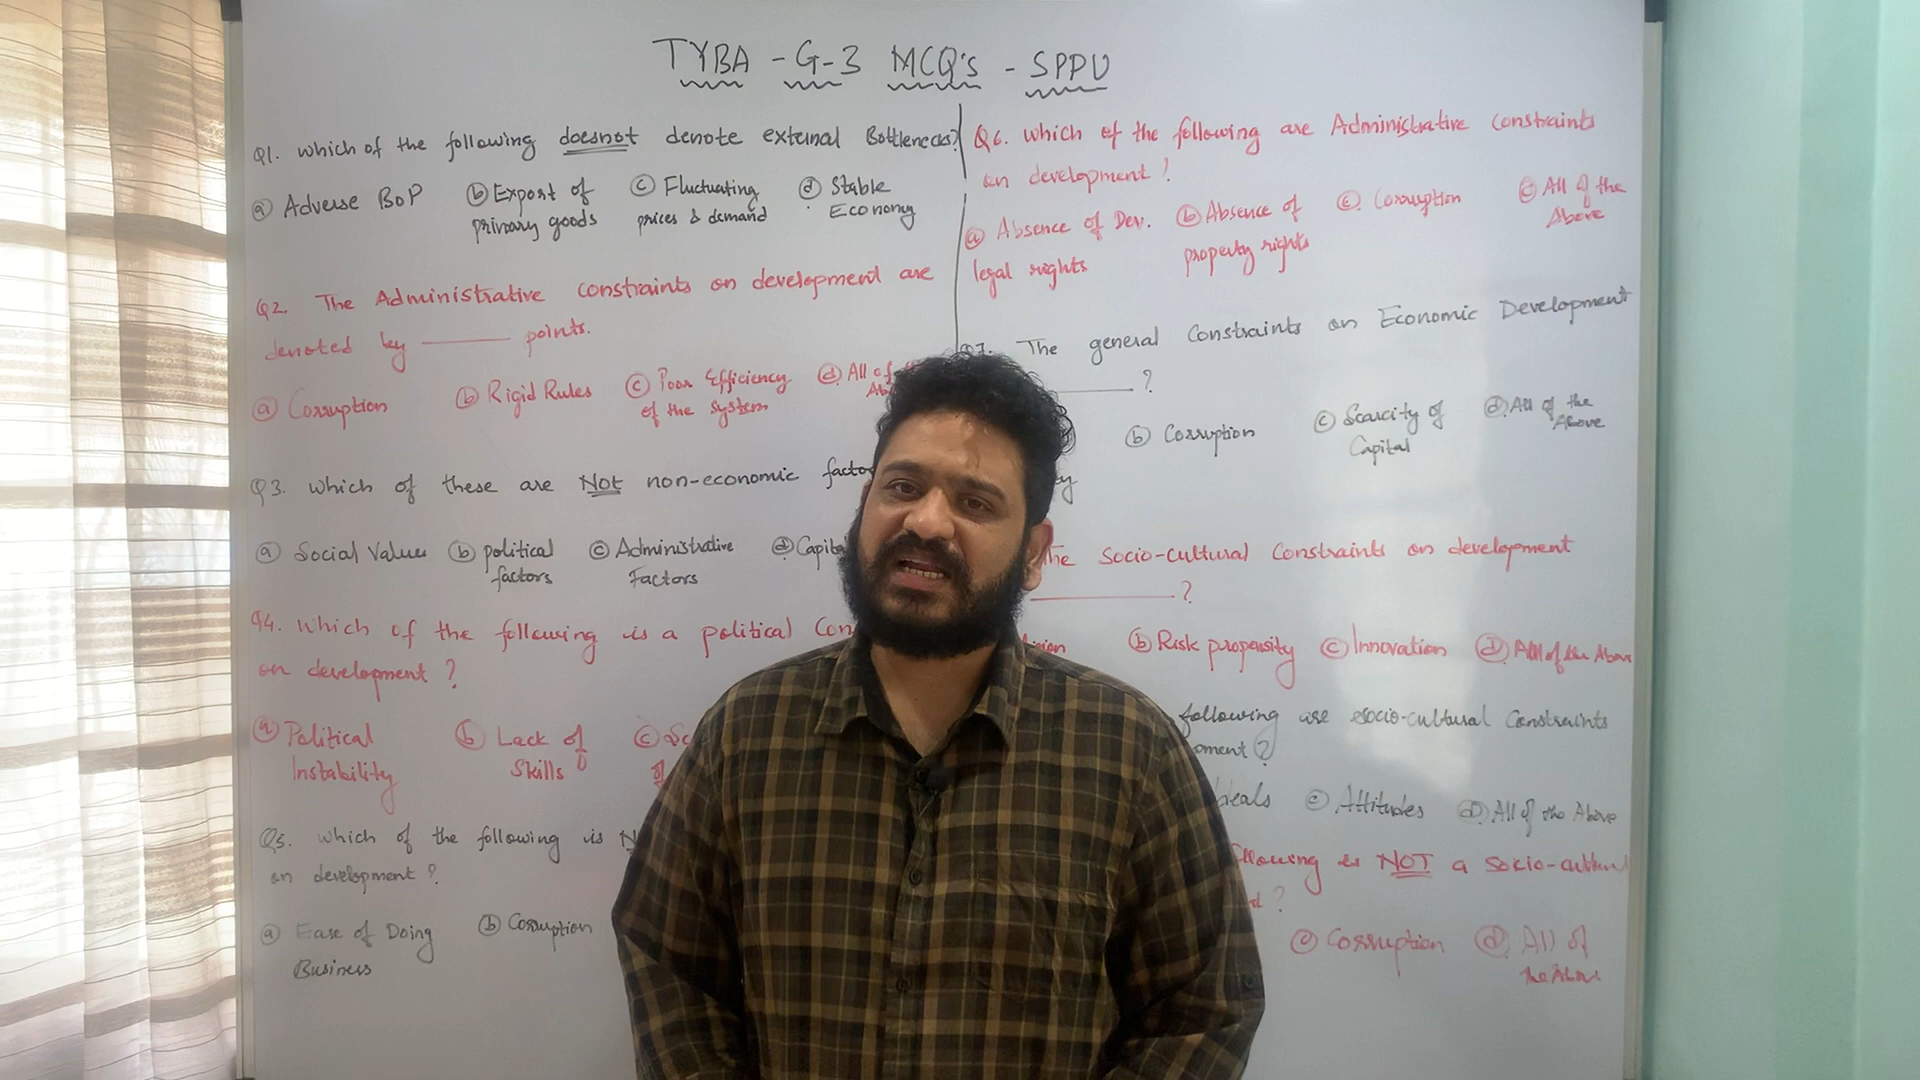 TYBA - G-3 MCQ's - SPPU
Q1. Which of the following doesnot denote external Bottlenecks?
(a) Adverse BoP (b) Export of (c) Fluctuating (d) Stable
primary goods prices & demand Economy
Q2. The Administrative constraints on development are
denoted by ______ points.
(a) Corruption (b) Rigid Rules (c) Poor Efficiency (d) All of
of the system
Q3. Which of these are NOT non-economic
(a) Social Values (b) political (c) Administrative (d)
factors Factors
Q4. Which of the following is a political
on development ?
(a) Political (b) Lack of (c)
Instability Skills
Q5. Which of the following is
on development ?
(a) Ease of Doing (b) Corruption
Business
Q6. Which of the following are Administrative constraints
on development ?
(a) Absence of Dev. (b) Absence of (c) Corruption (c) All of the
legal rights property rights Above
Q7. The general Constraints on Economic Development
______ ?
(b) Corruption (c) Scarcity of (d) All of the
Capital Above
The Socio-cultural Constraints on development
______ ?
(b) Risk propensity (c) Innovation (d) All of the Above
following are socio-cultural Constraints
?
(c) Attitudes (d) All of the Above
is NOT a socio-cultural
?
(c) Corruption (d) All of
the Above